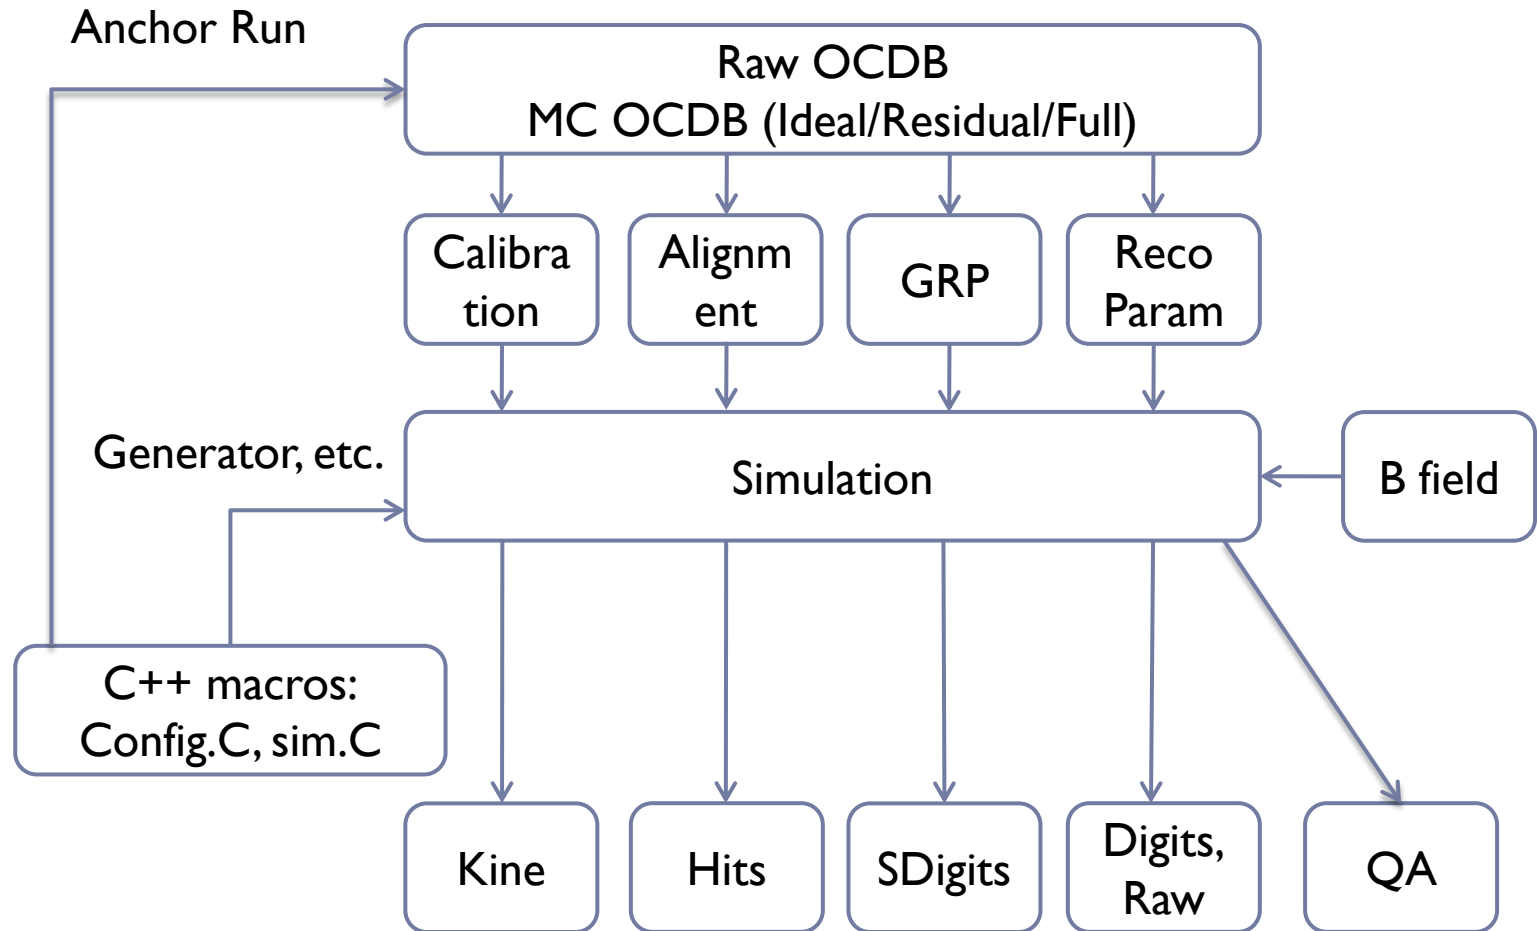 Anchor Run
Raw OCDB
MC OCDB (Ideal/Residual/Full)
Calibra
tion
Alignm
ent
GRP
Reco
Param
Generator, etc.
Simulation
B field
C++ macros:
Config.C, sim.C
Kine
Hits
SDigits
Digits,
Raw
QA